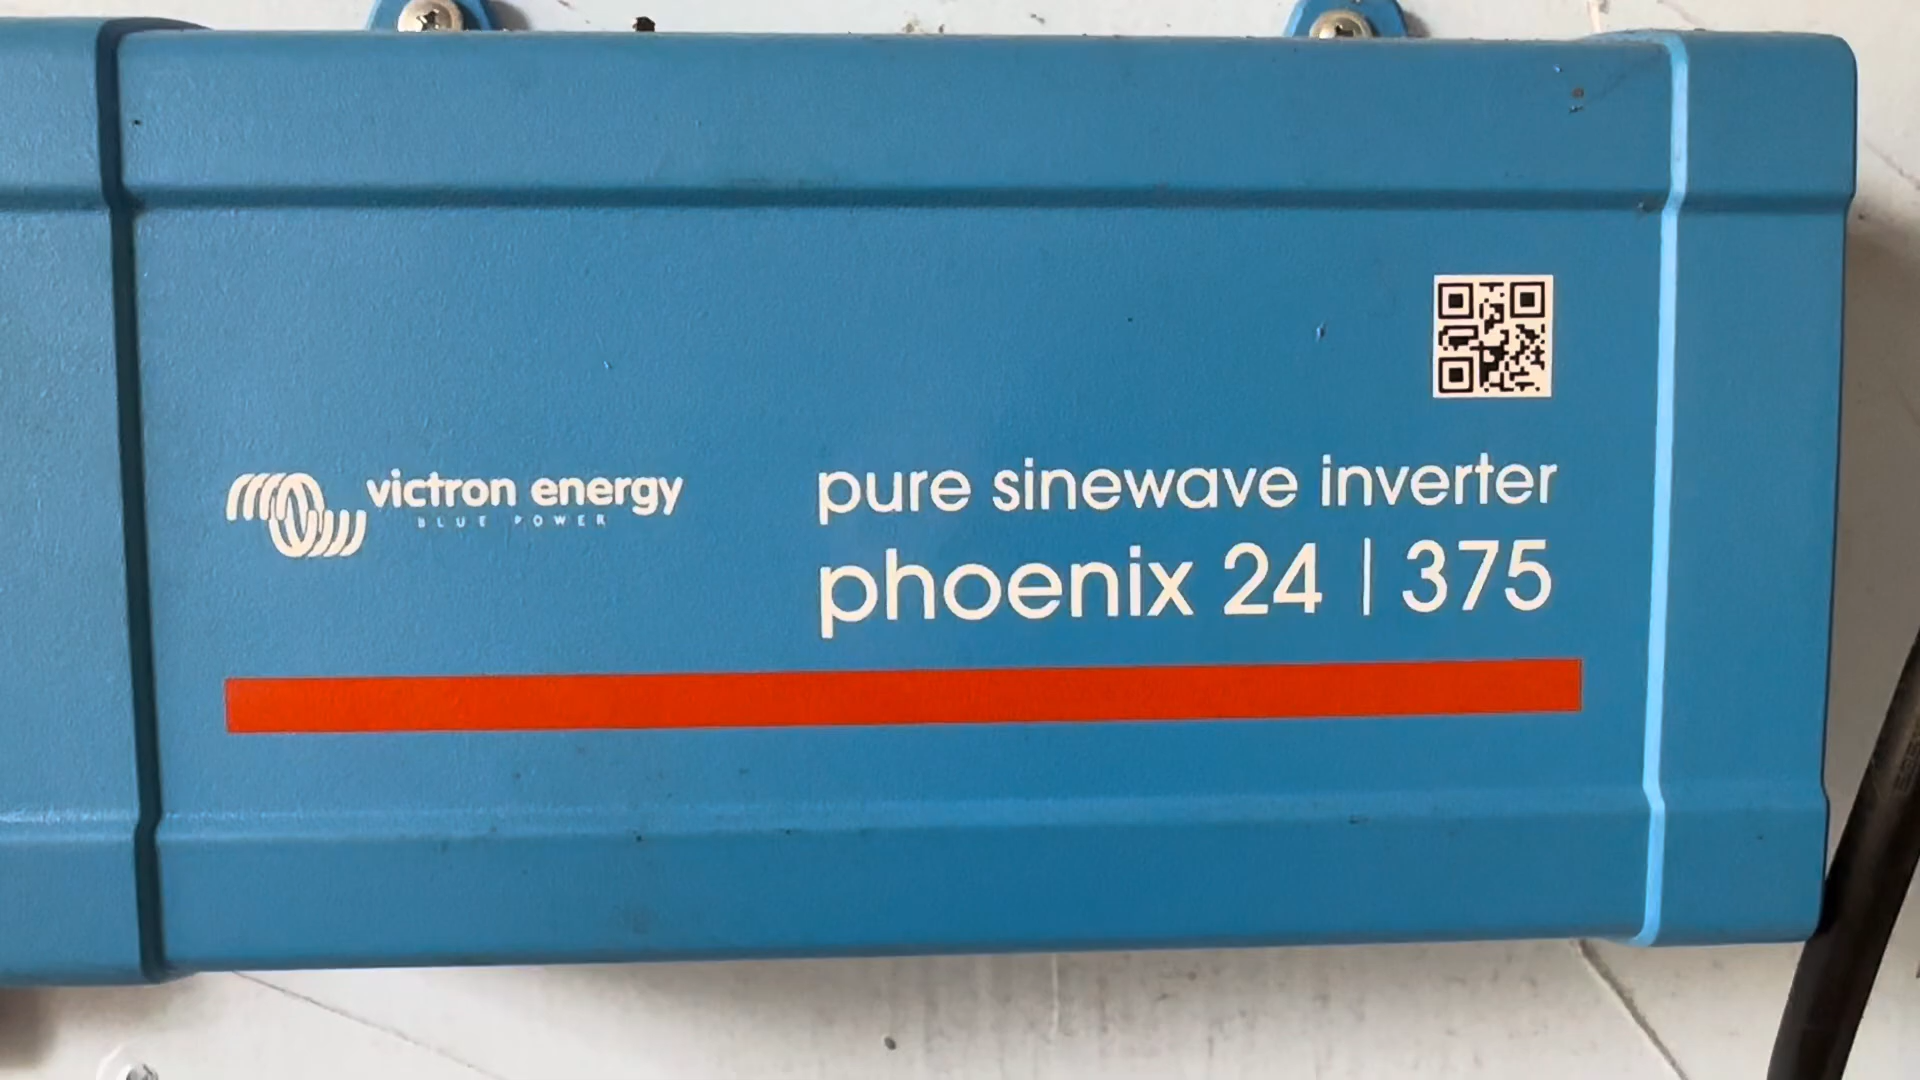 victron energy
BLUE POWER
pure sinewave inverter
phoenix 24 | 375